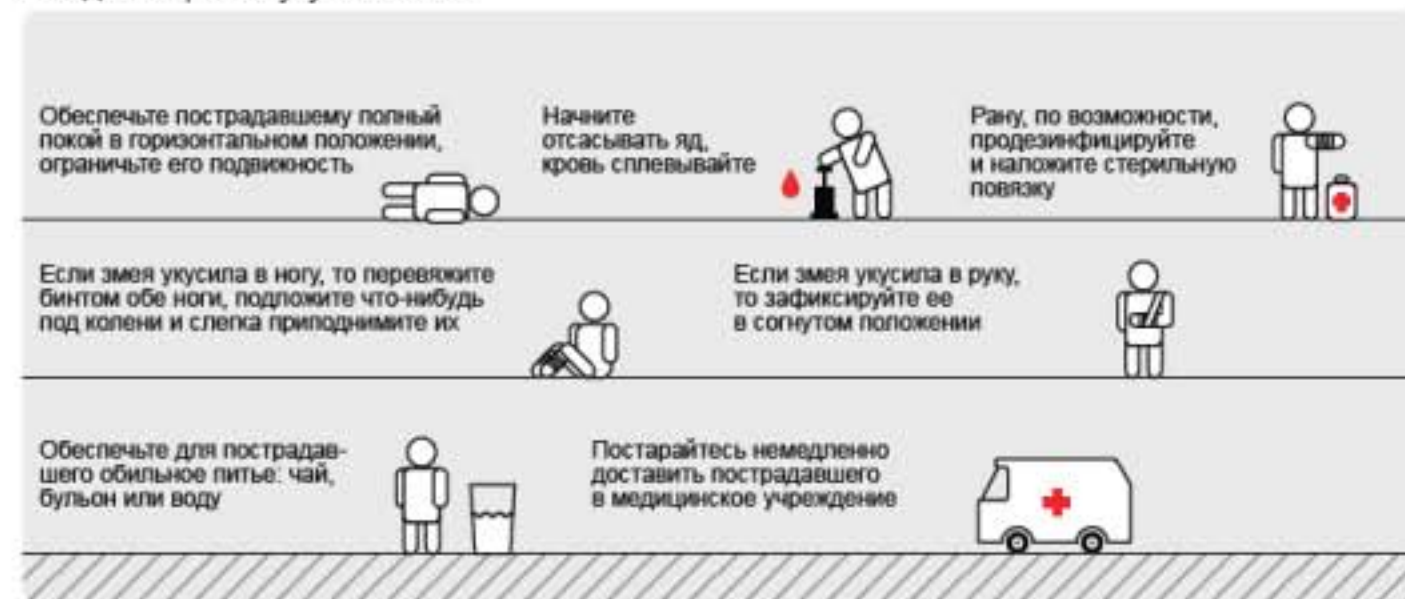 Обеспечьте пострадавшему полный
покой в горизонтальном положении,
ограничьте его подвижность
Начните
отсасывать яд,
кровь сплевывайте
Рану, по возможности,
продезинфицируйте
и наложите стерильную
повязку
Если змея укусила в ногу, то перевяжите
бинтом обе ноги, подложите что-нибудь
под колени и слегка приподнимите их
Если змея укусила в руку,
то зафиксируйте ее
в согнутом положении
Обеспечьте для пострадав-
шего обильное питье: чай,
бульон или воду
Постарайтесь немедленно
доставить пострадавшего
в медицинское учреждение